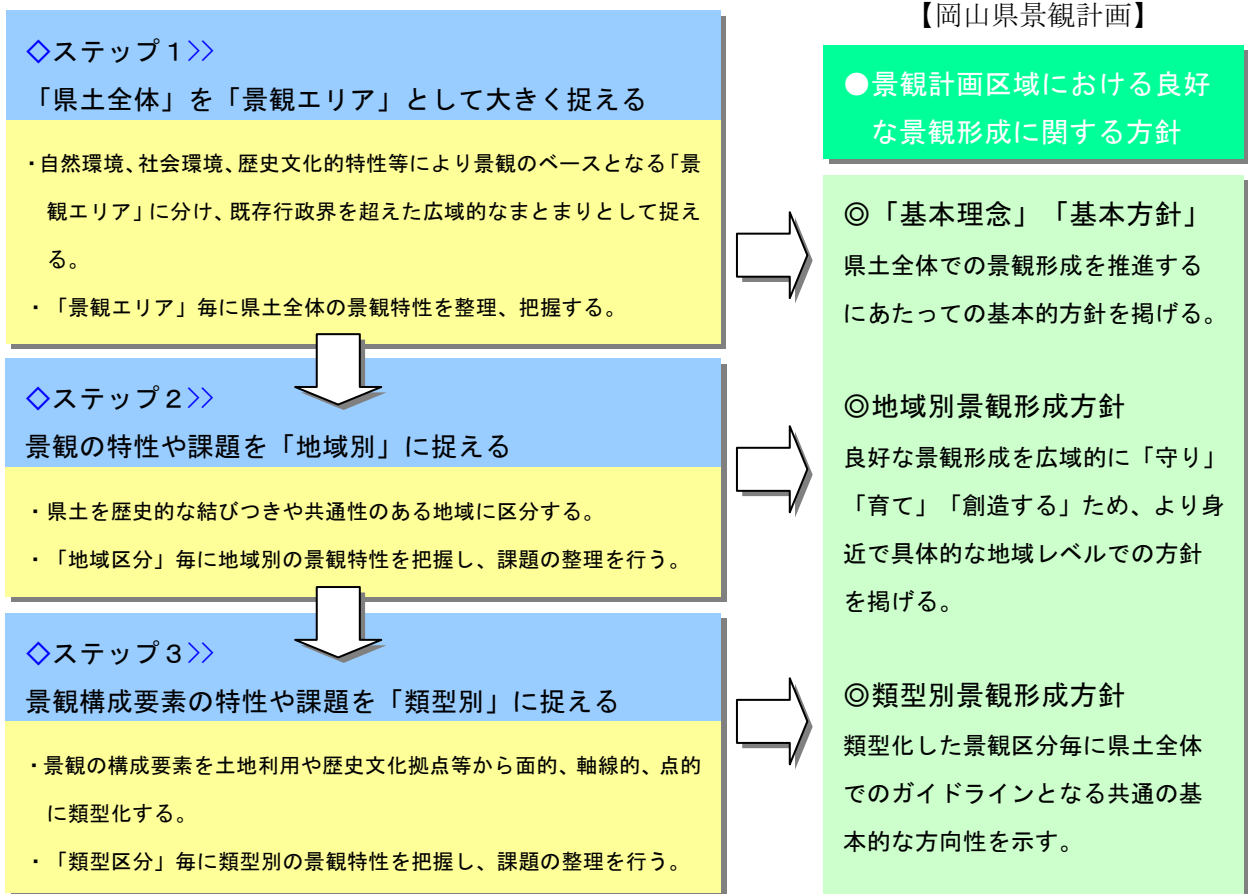 ◇ステップ1>>
「県土全体」を「景観エリア」として大きく捉える
・自然環境、社会環境、歴史文化的特性等により景観のベースとなる「景
観エリア」に分け、既存行政界を超えた広域的なまとまりとして捉え
る。
・「景観エリア」毎に県土全体の景観特性を整理、把握する。
◇ステップ2>>
景観の特性や課題を「地域別」に捉える
・県土を歴史的な結びつきや共通性のある地域に区分する。
・「地域区分」毎に地域別の景観特性を把握し、課題の整理を行う。
◇ステップ3>>
景観構成要素の特性や課題を「類型別」に捉える
・景観の構成要素を土地利用や歴史文化拠点等から面的、軸線的、点的
に類型化する。
・「類型区分」毎に類型別の景観特性を把握し、課題の整理を行う。
【岡山県景観計画】
●景観計画区域における良好
な景観形成に関する方針
◎「基本理念」「基本方針」
県土全体での景観形成を推進する
にあたっての基本的方針を掲げる。
◎地域別景観形成方針
良好な景観形成を広域的に「守り」
「育て」「創造する」ため、より身
近で具体的な地域レベルでの方針
を掲げる。
◎類型別景観形成方針
類型化した景観区分毎に県土全体
でのガイドラインとなる共通の基
本的な方向性を示す。